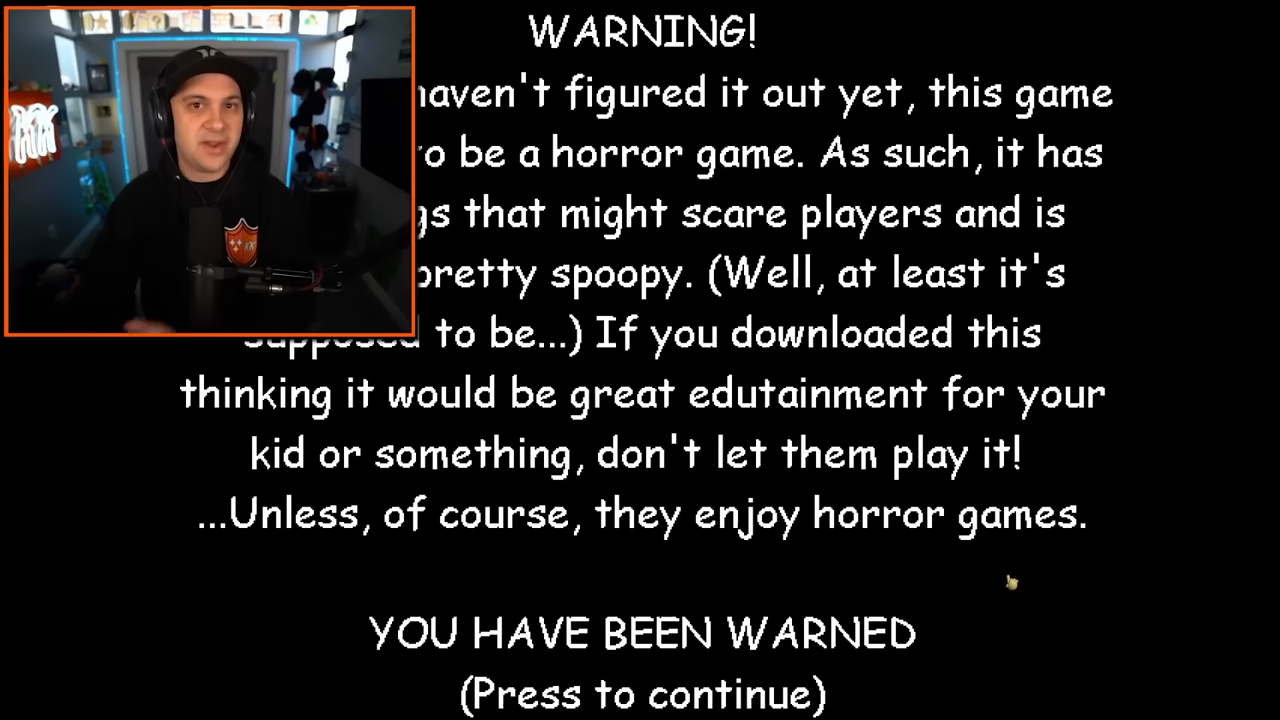 WARNING!
haven't figured it out yet, this game
to be a horror game. As such, it has
that might scare players and is
pretty spoopy. (Well, at least it's
supposed to be...) If you downloaded this
thinking it would be great edutainment for your
kid or something, don't let them play it!
...Unless, of course, they enjoy horror games.
YOU HAVE BEEN WARNED
(Press to continue)